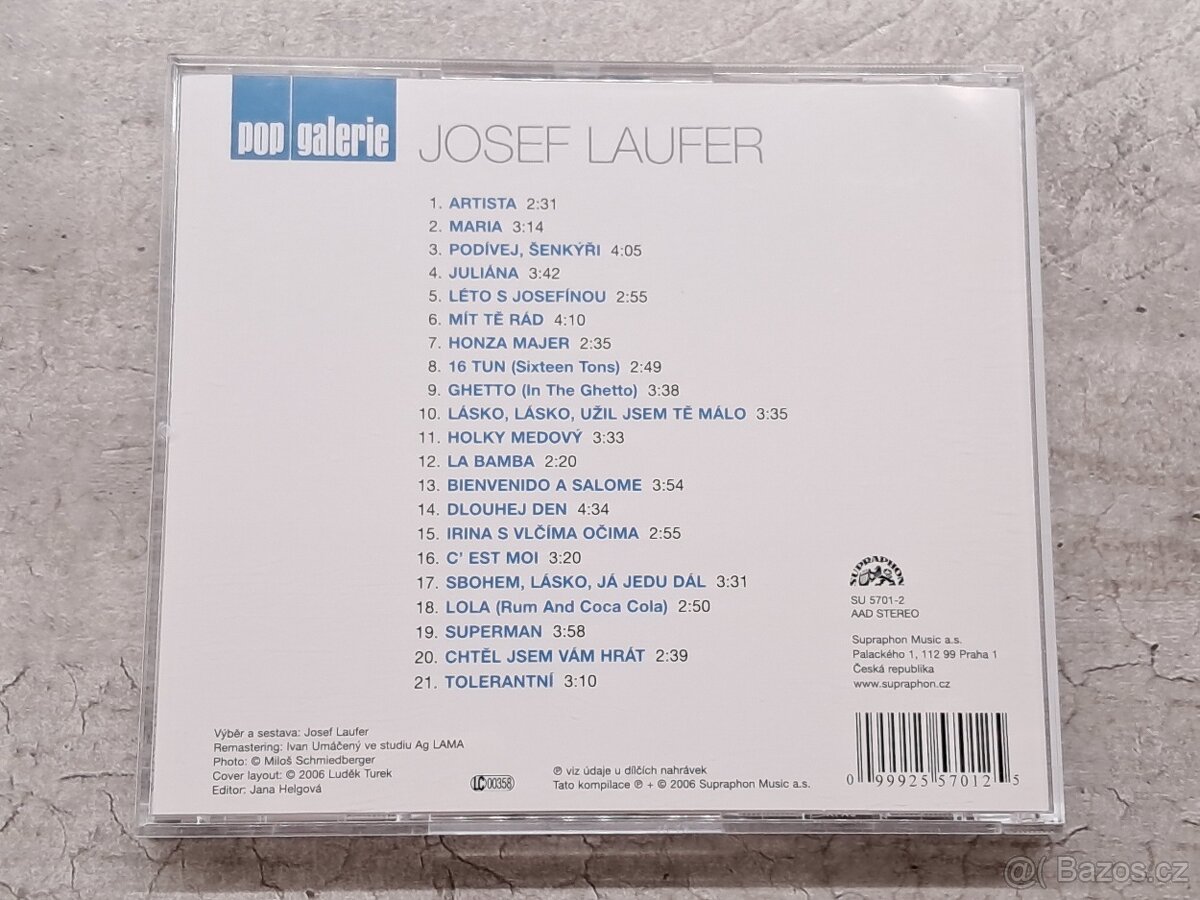 pop galerie JOSEF LAUFER
1. ARTISTA 2:31
2. MARIA 3:14
3. PODÍVEJ, ŠENKÝŘI 4:05
4. JULIÁNA 3:42
5. LÉTO S JOSEFÍNOU 2:55
6. MÍT TĚ RÁD 4:10
7. HONZA MAJER 2:35
8. 16 TUN (Sixteen Tons) 2:49
9. GHETTO (In The Ghetto) 3:38
10. LÁSKO, LÁSKO, UŽIL JSEM TĚ MÁLO 3:35
11. HOLKY MEDOVÝ 3:33
12. LA BAMBA 2:20
13. BIENVENIDO A SALOME 3:54
14. DLOUHEJ DEN 4:34
15. IRINA S VLČÍMA OČIMA 2:55
16. C' EST MOI 3:20
17. SBOHEM, LÁSKO, JÁ JEDU DÁL 3:31
18. LOLA (Rum And Coca Cola) 2:50
19. SUPERMAN 3:58
20. CHTĚL JSEM VÁM HRÁT 2:39
21. TOLERANTNÍ 3:10
SUPRAPHON
SU 5701-2
AAD STEREO
Supraphon Music a.s.
Palackého 1, 112 99 Praha 1
Česká republika
www.supraphon.cz
Výběr a sestava: Josef Laufer
Remastering: Ivan Umáčený ve studiu Ag LAMA
Photo: © Miloš Schmiedberger
Cover layout: © 2006 Luděk Turek
Editor: Jana Helgová
LC 00358
℗ viz údaje u dílčích nahrávek
Tato kompilace ℗ + © 2006 Supraphon Music a.s.
0 99925 57012 5
@( Bazos.cz